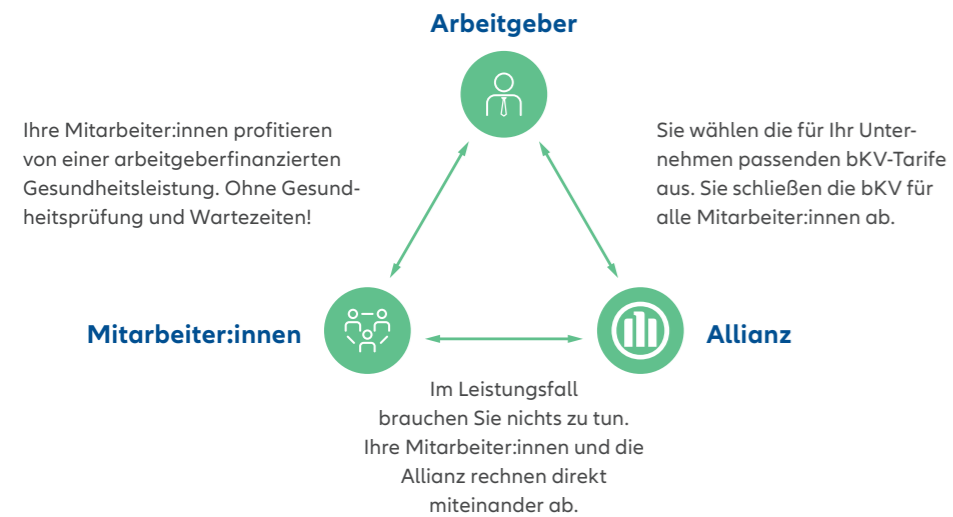 Arbeitgeber
Ihre Mitarbeiter:innen profitieren
von einer arbeitgeberfinanzierten
Gesundheitsleistung. Ohne Gesund-
heitsprüfung und Wartezeiten!
Sie wählen die für Ihr Unter-
nehmen passenden bKV-Tarife
aus. Sie schließen die bKV für
alle Mitarbeiter:innen ab.
Mitarbeiter:innen
Allianz
Im Leistungsfall
brauchen Sie nichts zu tun.
Ihre Mitarbeiter:innen und die
Allianz rechnen direkt
miteinander ab.